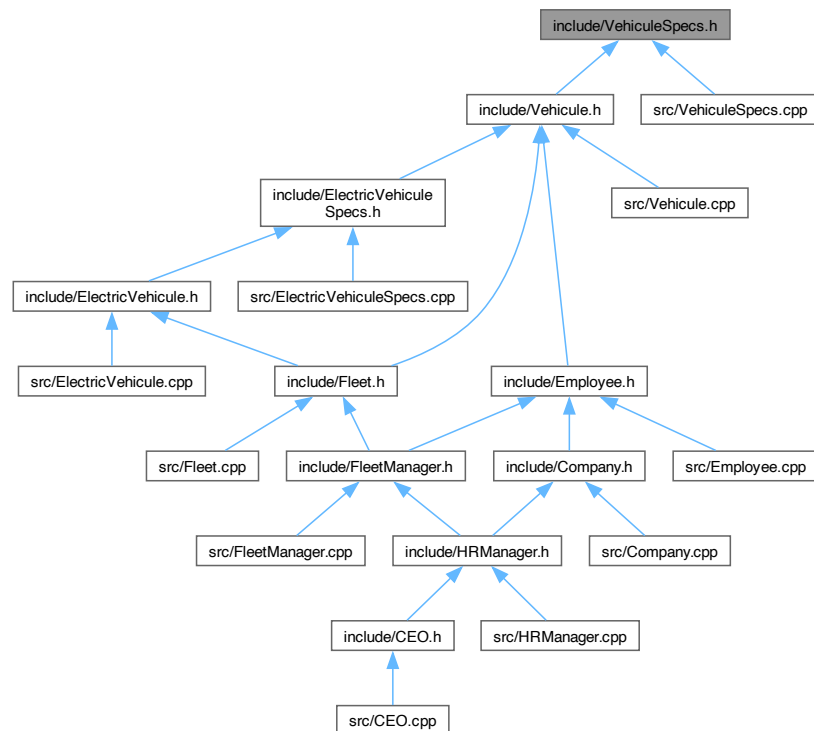 include/VehiculeSpecs.h
include/Vehicule.h
src/VehiculeSpecs.cpp
include/ElectricVehicule
Specs.h
src/Vehicule.cpp
include/ElectricVehicule.h
src/ElectricVehiculeSpecs.cpp
src/ElectricVehicule.cpp
include/Fleet.h
include/Employee.h
src/Fleet.cpp
include/FleetManager.h
include/Company.h
src/Employee.cpp
src/FleetManager.cpp
include/HRManager.h
src/Company.cpp
include/CEO.h
src/HRManager.cpp
src/CEO.cpp